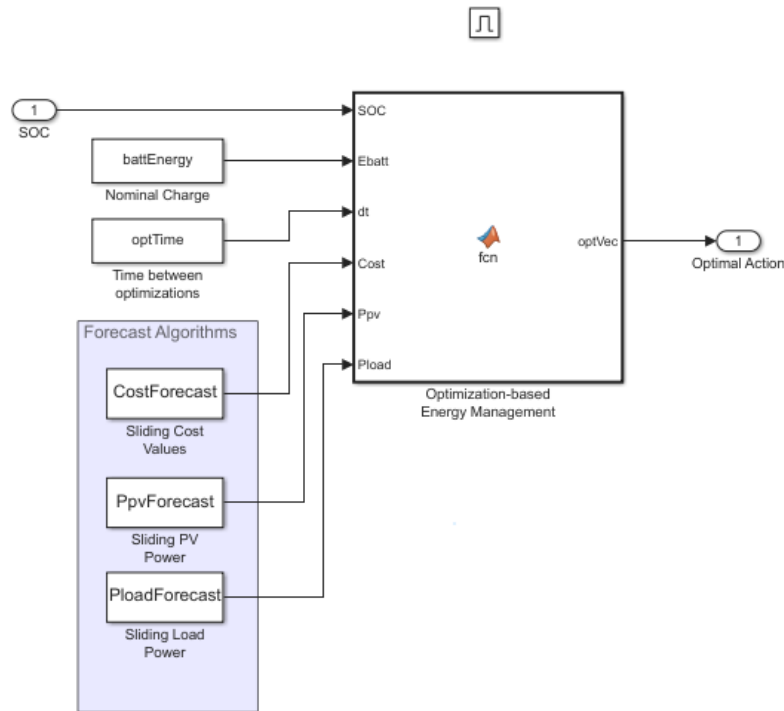 1
SOC
battEnergy
Nominal Charge
optTime
Time between
optimizations
Forecast Algorithms
CostForecast
Sliding Cost
Values
PpvForecast
Sliding PV
Power
PloadForecast
Sliding Load
Power
SOC
Ebatt
dt
Cost
Ppv
Pload
fcn
optVec
Optimization-based
Energy Management
1
Optimal Action